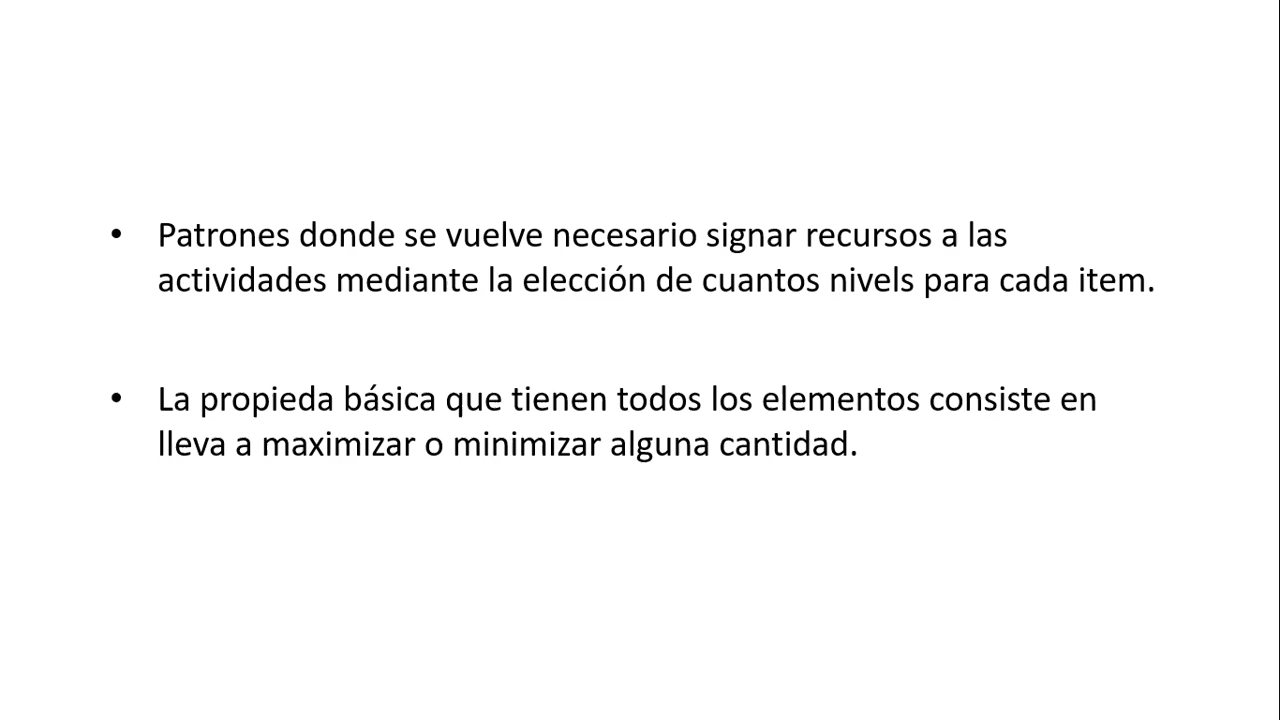 • Patrones donde se vuelve necesario signar recursos a las
actividades mediante la elección de cuantos nivels para cada item.
• La propieda básica que tienen todos los elementos consiste en
lleva a maximizar o minimizar alguna cantidad.